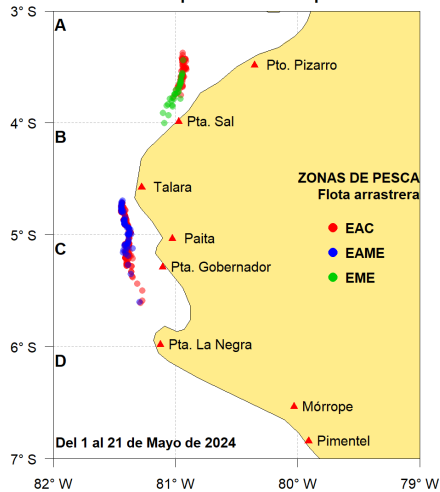 3° S
A
Pto. Pizarro
4° S
Pta. Sal
B
ZONAS DE PESCA
Talara
Flota arrastrera
EAC
5° S
Paita
C
EAME
Pta. Gobernador
EME
6° S
Pta. La Negra
D
Mórrope
Del 1 al 21 de Mayo de 2024
Pimentel
7° S
82° W
81° W
80° W
79° W